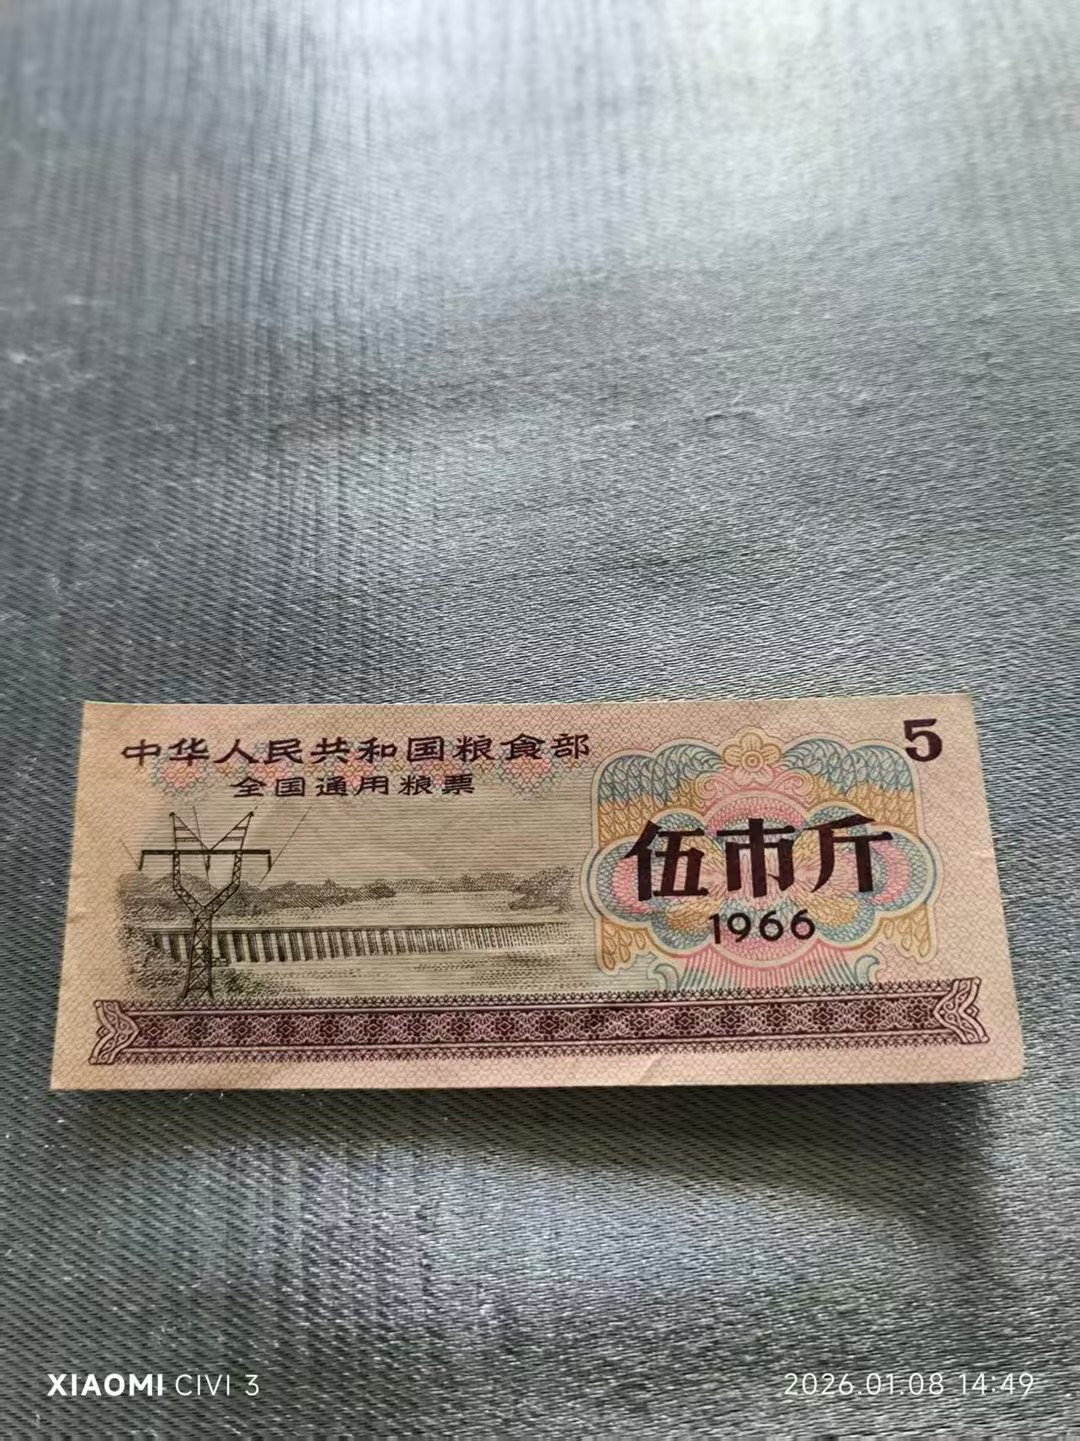 中华人民共和国粮食部
全国通用粮票
5
伍市斤
1966
XIAOMI CIVI 3
2026.01.08 14:49